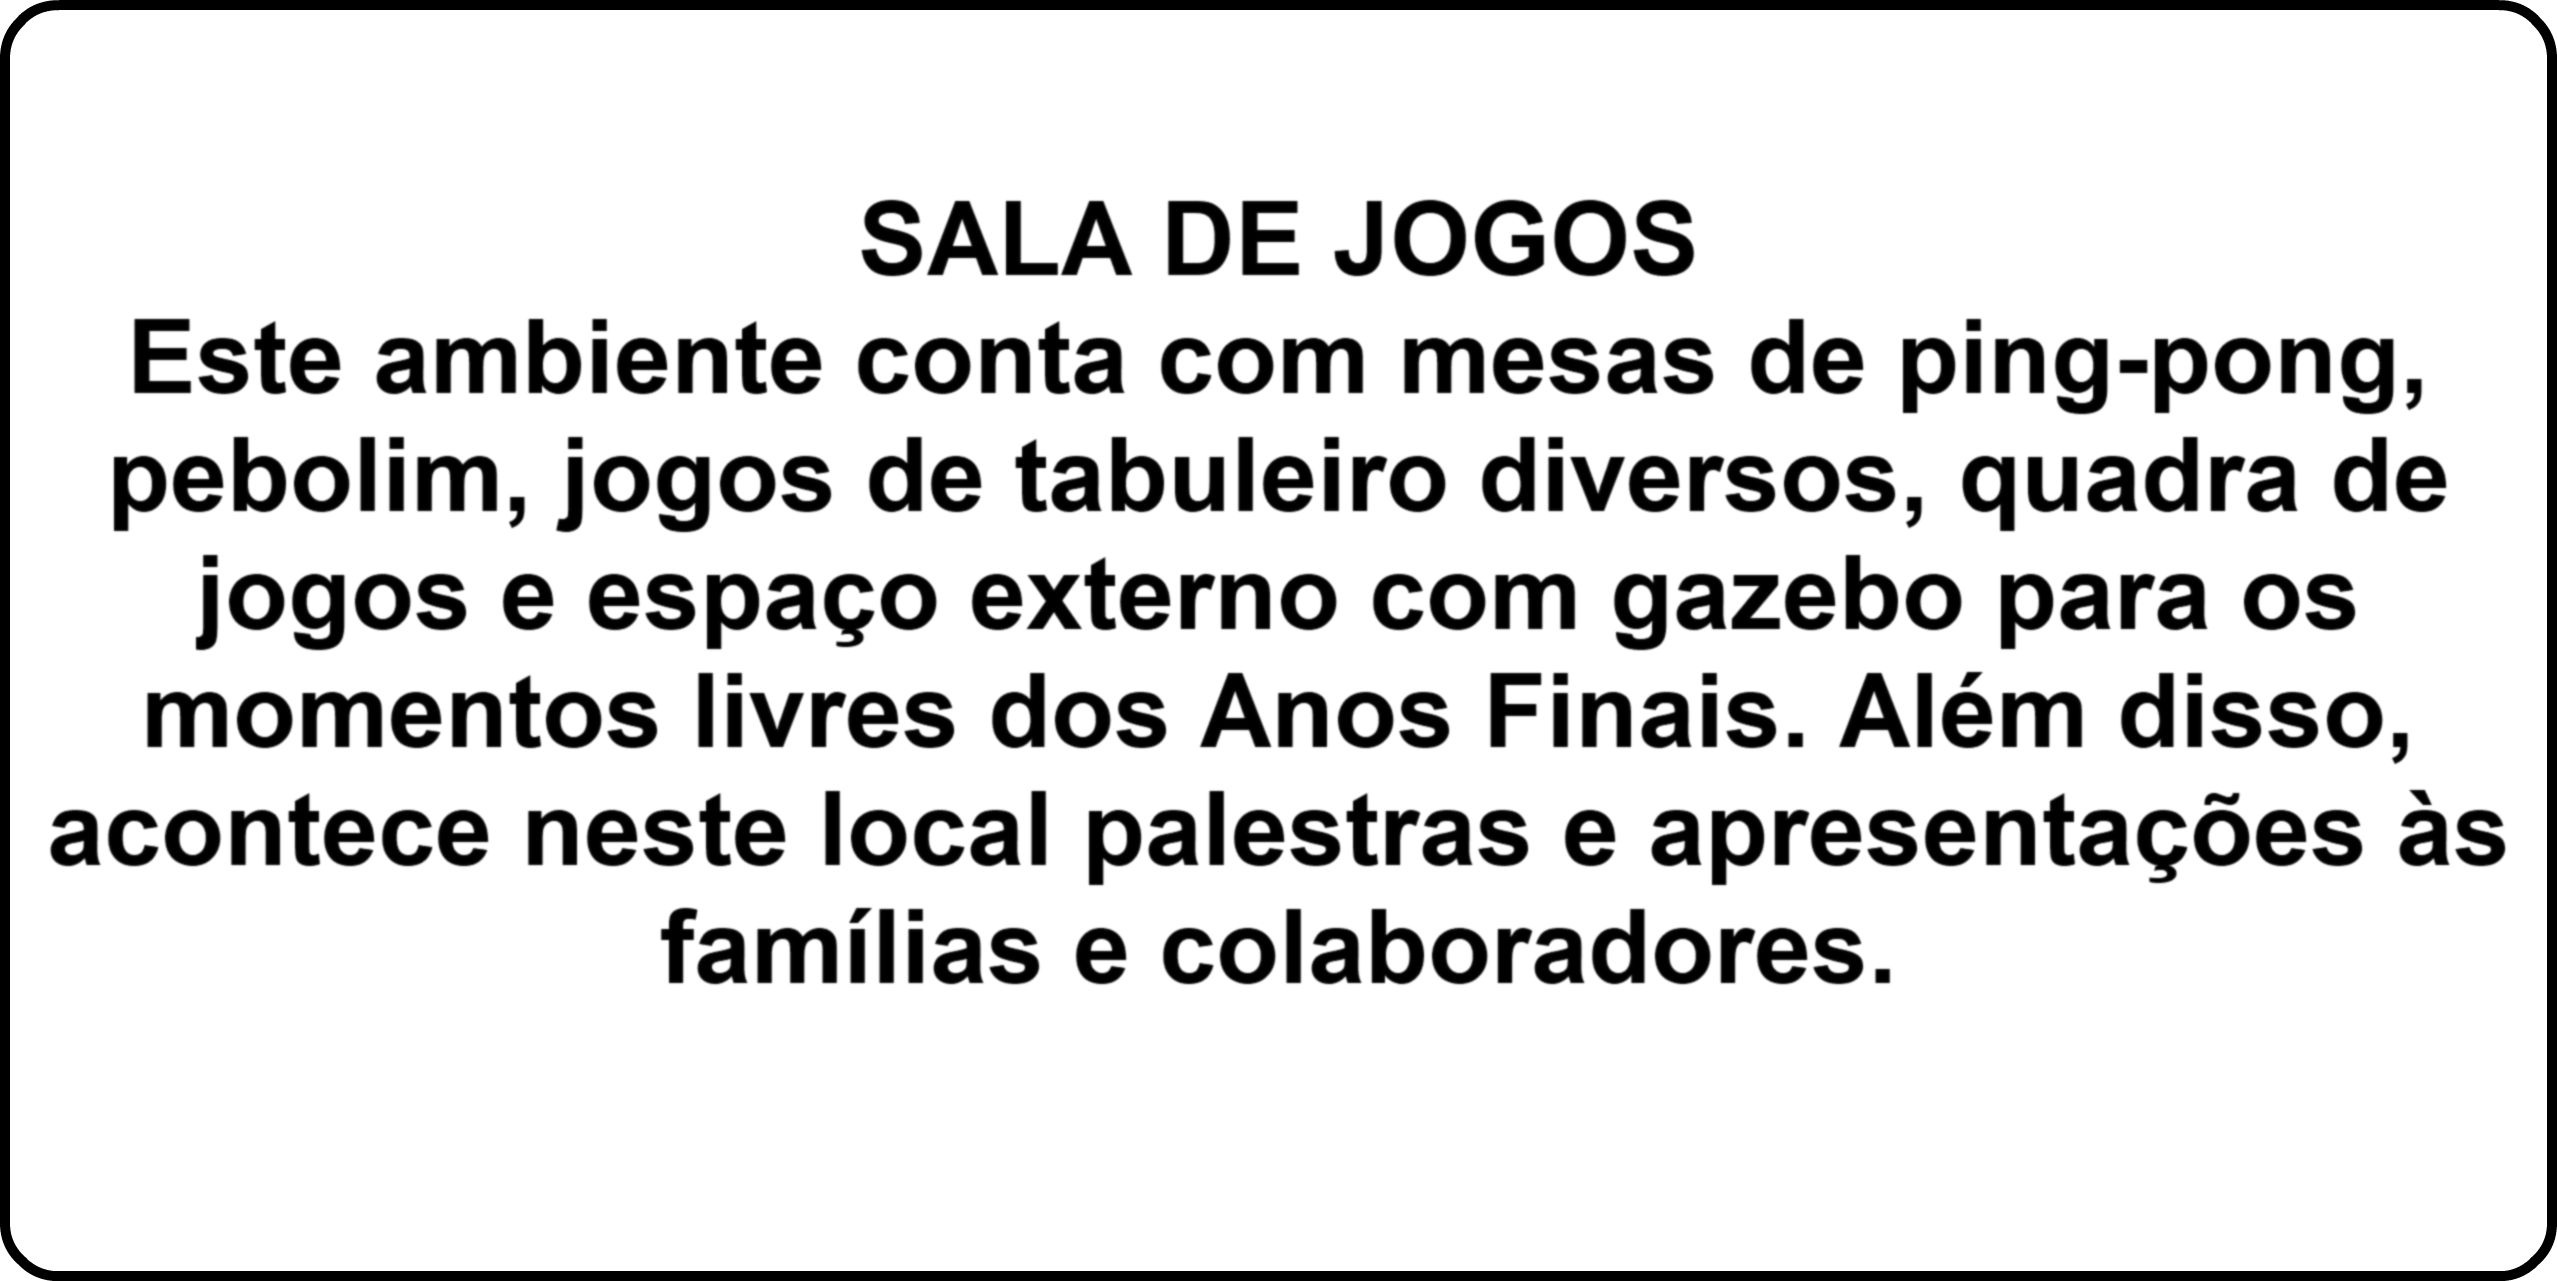 SALA DE JOGOS
Este ambiente conta com mesas de ping-pong,
pebolim, jogos de tabuleiro diversos, quadra de
jogos e espaço externo com gazebo para os
momentos livres dos Anos Finais. Além disso,
acontece neste local palestras e apresentações às
famílias e colaboradores.